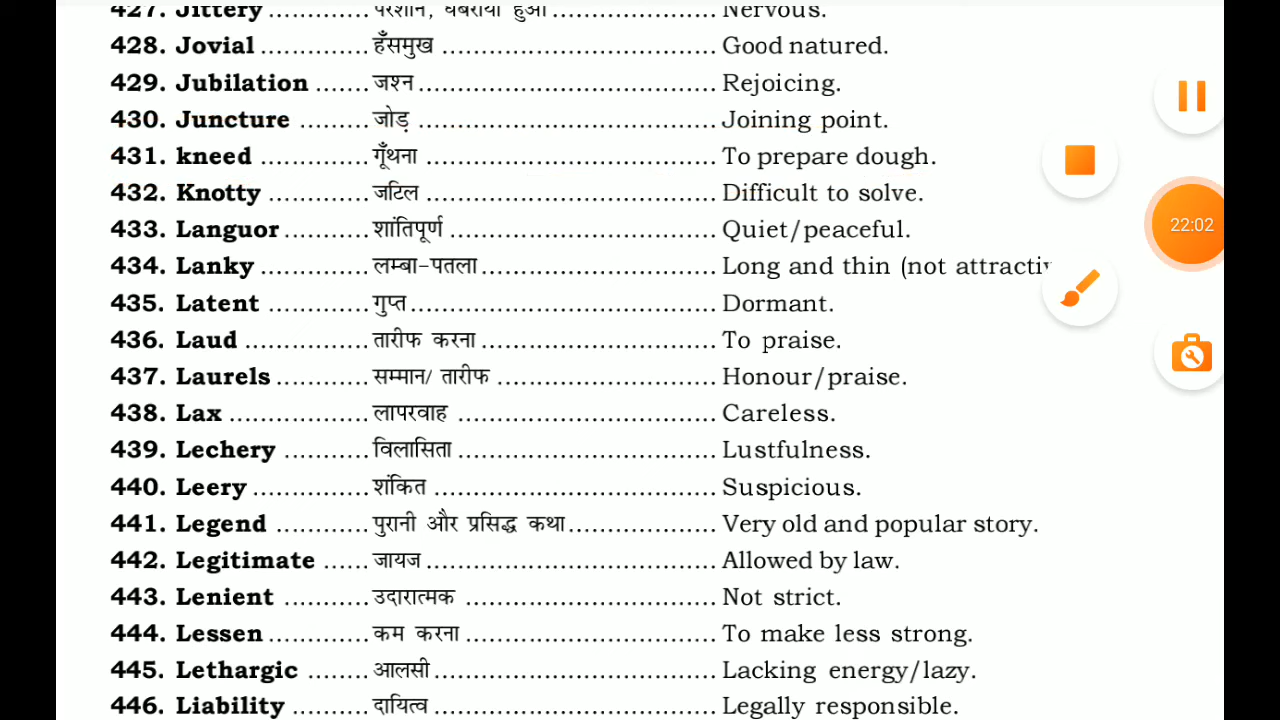 427. Jittery ............ परेशान, घबराया हुआ ........................ Nervous.
428. Jovial ............. हँसमुख ....................................... Good natured.
429. Jubilation ....... जश्न .......................................... Rejoicing.
430. Juncture ......... जोड़ .......................................... Joining point.
431. kneed ............. गूँथना ........................................ To prepare dough.
432. Knotty ............ जटिल ......................................... Difficult to solve.
433. Languor .......... शांतिपूर्ण ..................................... Quiet/peaceful.
434. Lanky ............. लम्बा-पतला ................................. Long and thin (not
435. Latent ............ गुप्त .......................................... Dormant.
436. Laud .............. तारीफ करना ................................. To praise.
437. Laurels ........... सम्मान/ तारीफ ............................... Honour/praise.
438. Lax ................ लापरवाह .................................... Careless.
439. Lechery .......... विलासिता .................................... Lustfulness.
440. Leery ............. शंकित ........................................ Suspicious.
441. Legend ........... पुरानी और प्रसिद्ध कथा .................. Very old and popular story.
442. Legitimate ...... जायज ........................................ Allowed by law.
443. Lenient .......... उदारात्मक ................................... Not strict.
444. Lessen ............ कम करना ................................... To make less strong.
445. Lethargic ........ आलसी ....................................... Lacking energy/lazy.
446. Liability .......... दायित्व ....................................... Legally responsible.
22:02